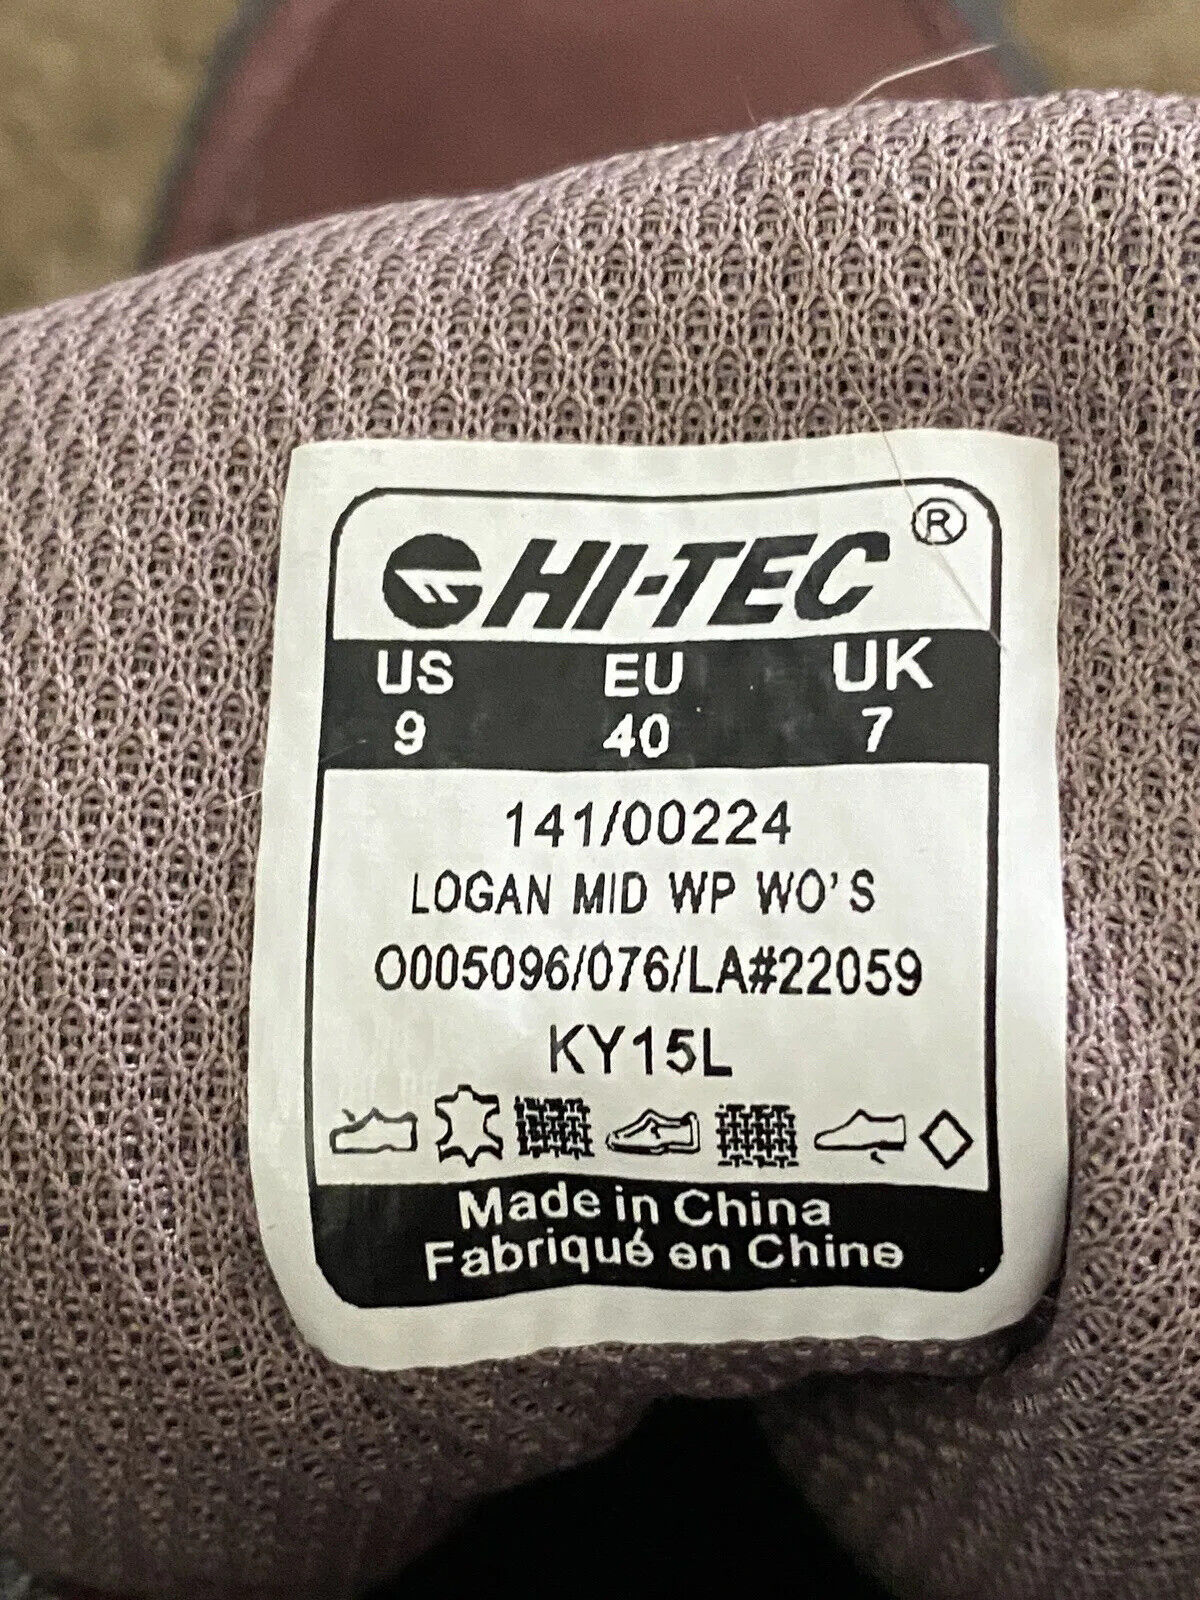 HI-TEC®
US EU UK
9 40 7
141/00224
LOGAN MID WP WO'S
O005096/076/LA#22059
KY15L
Made in China
Fabriqué en Chine